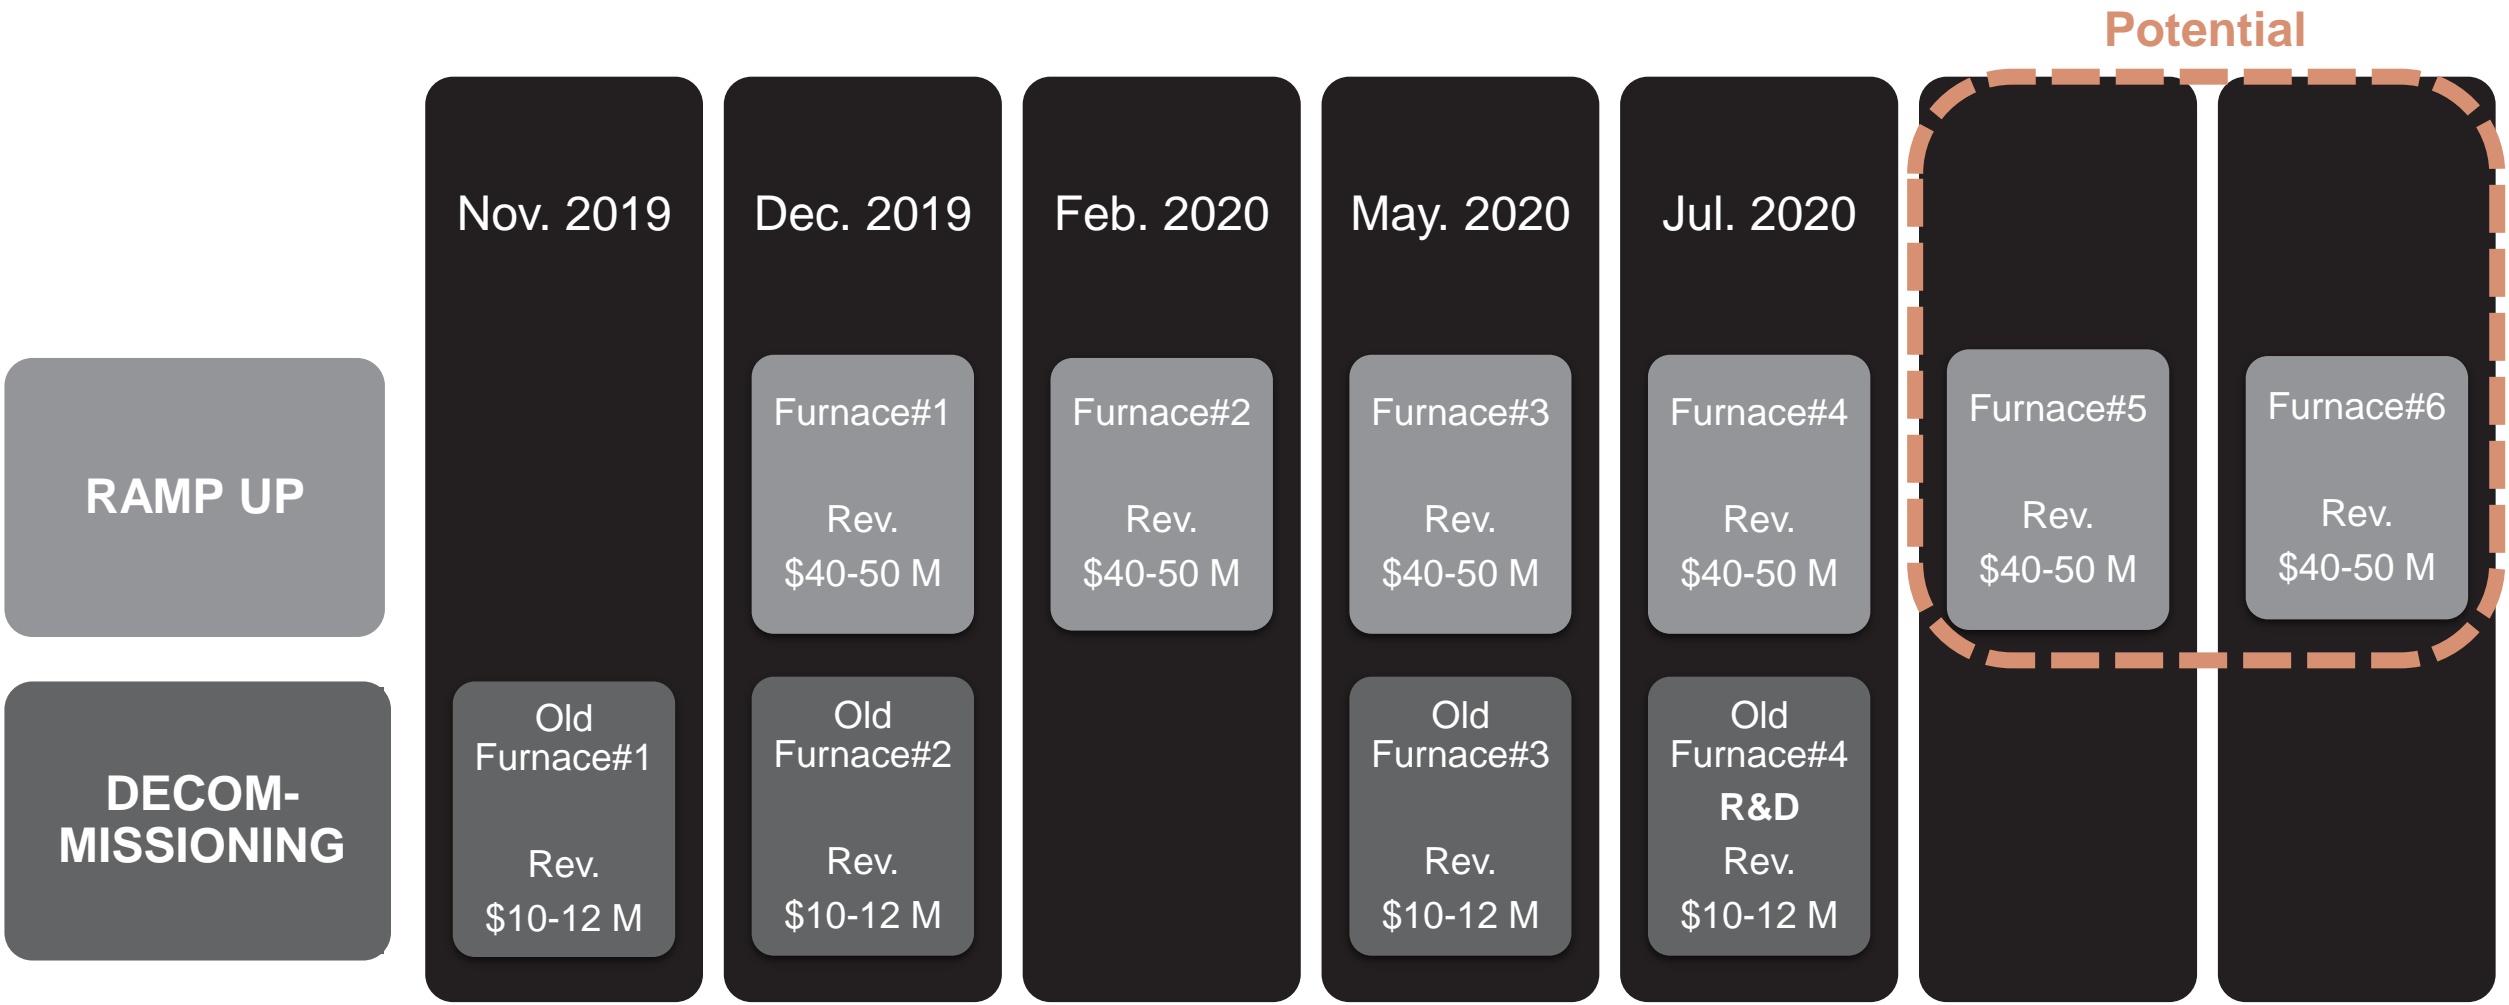 Potential
Nov. 2019
Dec. 2019
Feb. 2020
May. 2020
Jul. 2020
RAMP UP
Furnace#1
Rev.
$40-50 M
Furnace#2
Rev.
$40-50 M
Furnace#3
Rev.
$40-50 M
Furnace#4
Rev.
$40-50 M
Furnace#5
Rev.
$40-50 M
Furnace#6
Rev.
$40-50 M
DECOM-
MISSIONING
Old
Furnace#1
Rev.
$10-12 M
Old
Furnace#2
Rev.
$10-12 M
Old
Furnace#3
Rev.
$10-12 M
Old
Furnace#4
R&D
Rev.
$10-12 M